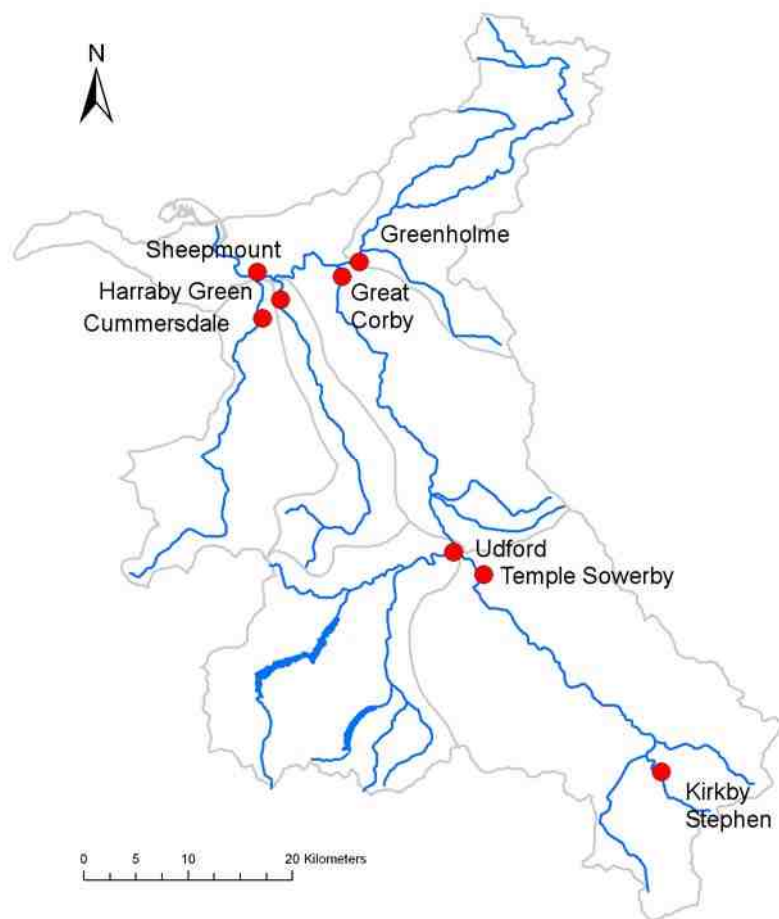 N
Greenholme
Sheepmount
Harraby Green
Great
Corby
Cummersdale
Udford
Temple Sowerby
Kirkby
Stephen
0 5 10 20 Kilometers